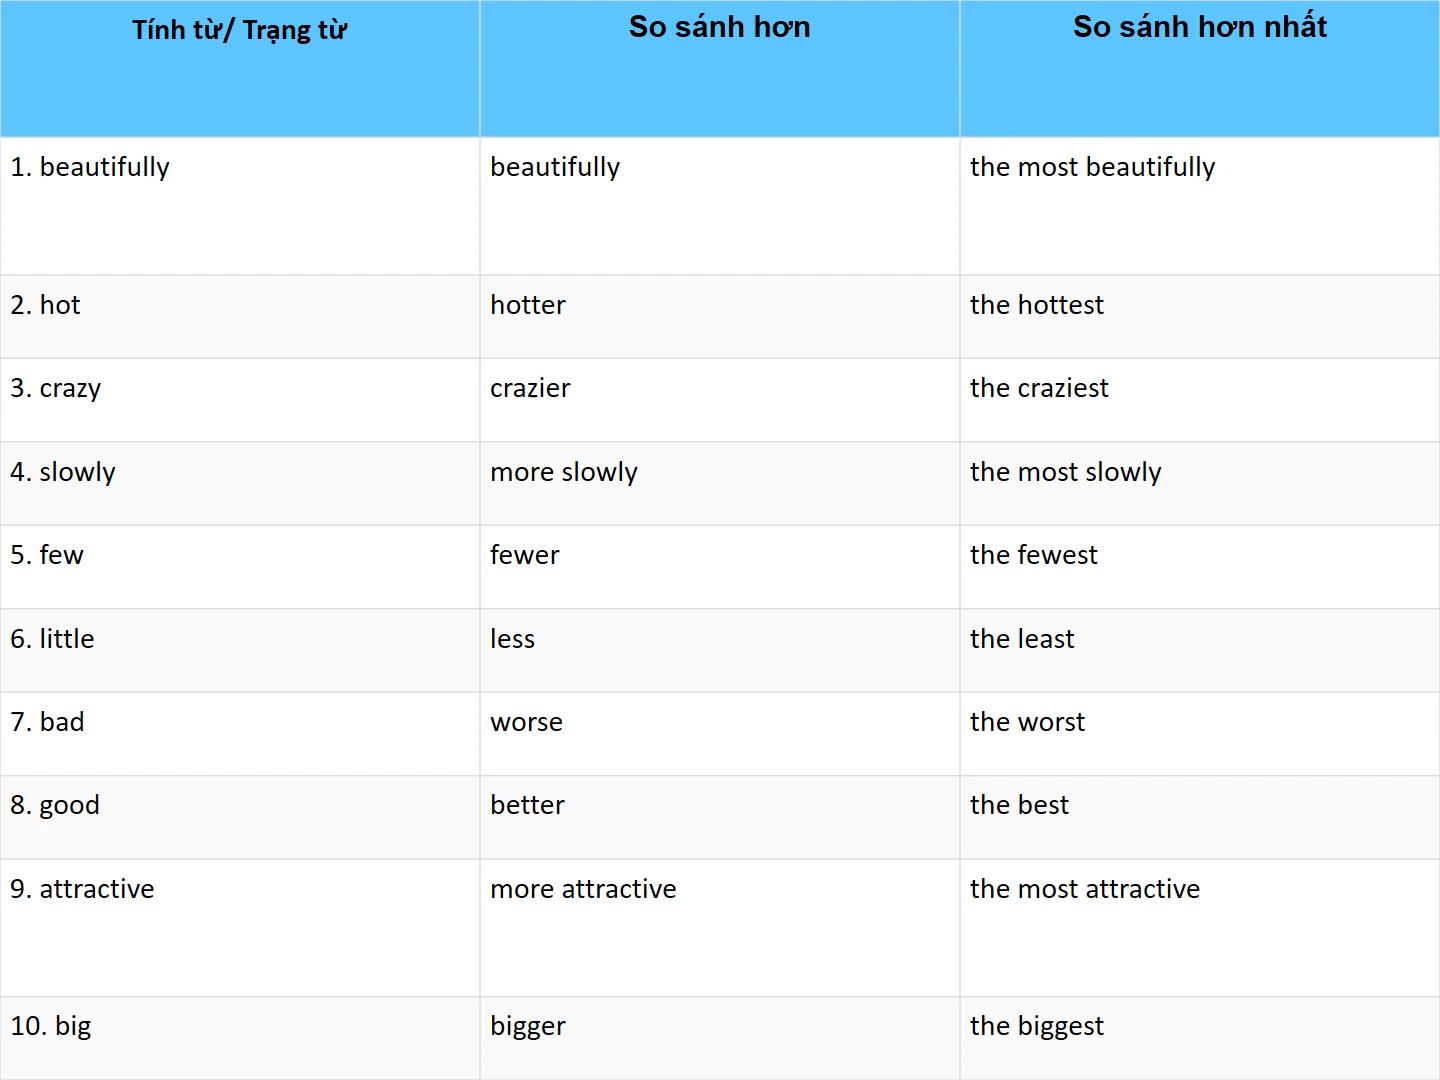 Tính từ/ Trạng từ	So sánh hơn	So sánh hơn nhất
1. beautifully	beautifully	the most beautifully
2. hot	hotter	the hottest
3. crazy	crazier	the craziest
4. slowly	more slowly	the most slowly
5. few	fewer	the fewest
6. little	less	the least
7. bad	worse	the worst
8. good	better	the best
9. attractive	more attractive	the most attractive
10. big	bigger	the biggest